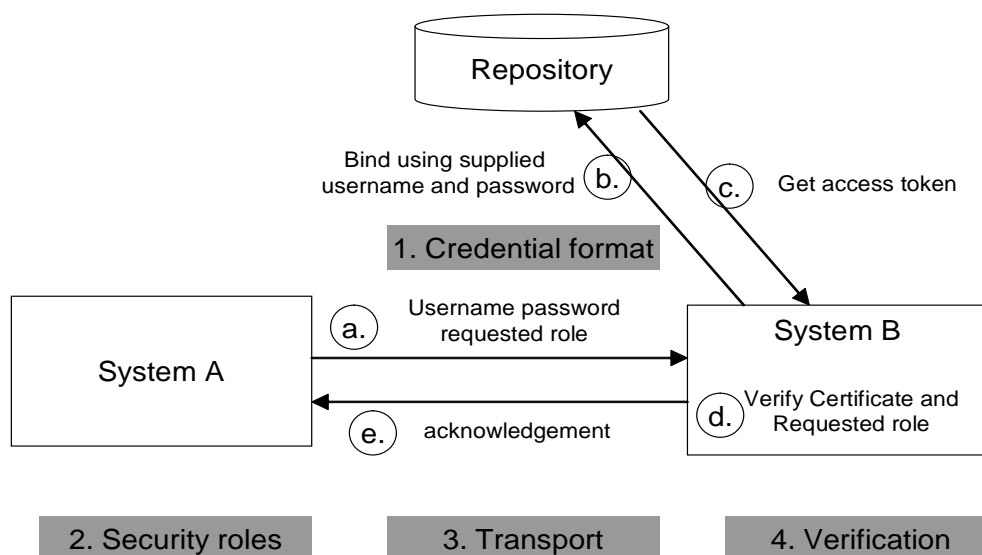 Repository
Bind using supplied
username and password
b.
c.
Get access token
1. Credential format
System A
a.
Username password
requested role
System B
Verify Certificate and
d.
Requested role
e.
acknowledgement
2. Security roles
3. Transport
4. Verification